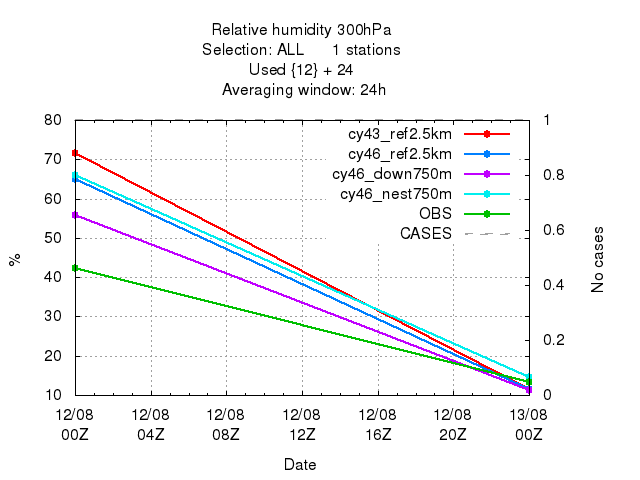 Relative humidity 300hPa
Selection: ALL 1 stations
Used {12} + 24
Averaging window: 24h
80
70
60
50
40
30
20
10
%
1
0.8
0.6
0.4
0.2
0
No cases
cy43_ref2.5km
cy46_ref2.5km
cy46_down750m
cy46_nest750m
OBS
CASES
12/08 12/08 12/08 12/08 12/08 12/08 13/08
00Z 04Z 08Z 12Z 16Z 20Z 00Z
Date